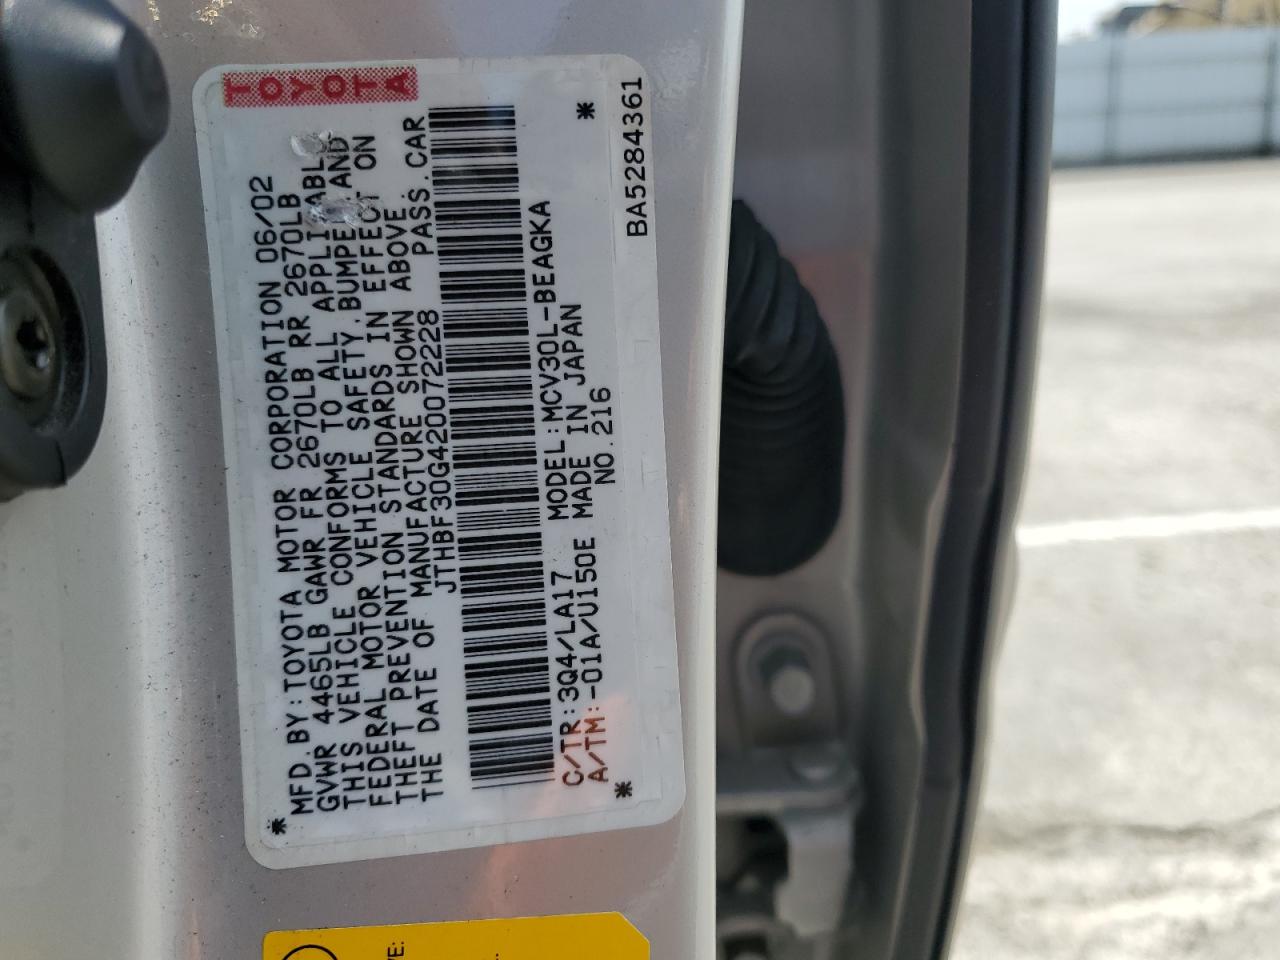 TOYOTA
* MFD. BY: TOYOTA MOTOR CORPORATION 06/02
GVWR 4465LB GAWR FR 2670LB RR 2670LB
THIS VEHICLE CONFORMS TO ALL APPLICABLE
FEDERAL MOTOR VEHICLE SAFETY, BUMPER AND
THEFT PREVENTION STANDARDS IN EFFECT ON
THE DATE OF MANUFACTURE SHOWN ABOVE.
JTHBF30G420072228 PASS. CAR
C/TR: 3Q4/LA17 MODEL: MCV30L-BEAGKA
A/TM: -01A/U150E MADE IN JAPAN
* NO. 216 *
BA5284361